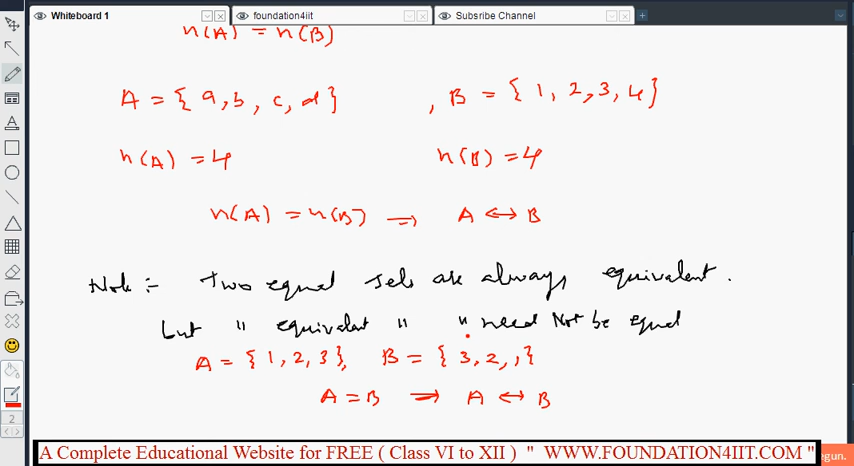 Whiteboard 1 foundation4iit Subsribe Channel
n(A) = n(B)
A = { a, b, c, d } , B = { 1, 2, 3, 4 }
n(A) = 4 n(B) = 4
n(A) = n(B) ⇒ A ↔ B
Note :- Two equal sets are always equivalent.
but " equivalent " " need Not be equal
A = { 1, 2, 3 }, B = { 3, 2, 1 }
A = B ⇒ A ↔ B
2
A Complete Educational Website for FREE ( Class VI to XII ) " WWW.FOUNDATION4IIT.COM "
egun.